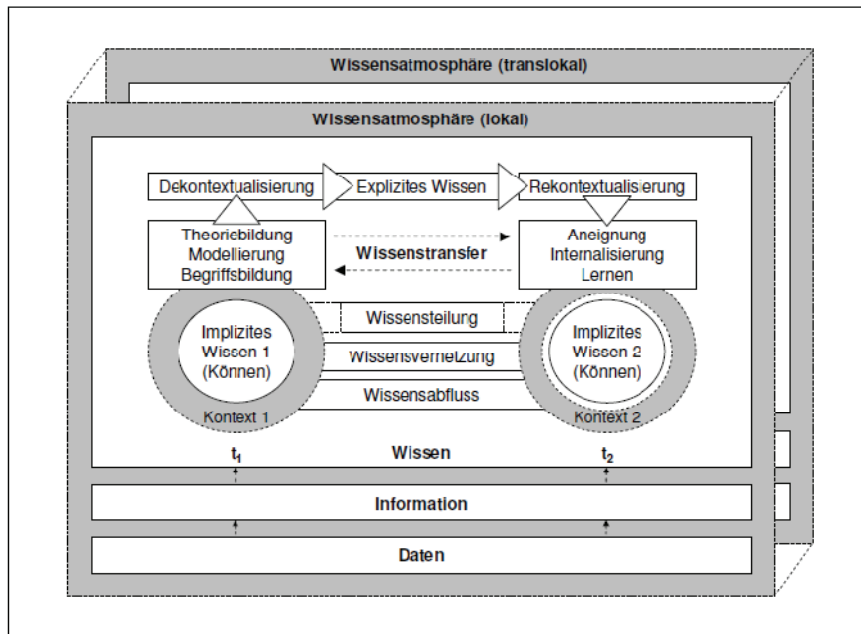 Wissensatmosphäre (translokal)
Wissensatmosphäre (lokal)
Dekontextualisierung
Explizites Wissen
Rekontextualisierung
Theoriebildung
Modellierung
Begriffsbildung
Wissenstransfer
Aneignung
Internalisierung
Lernen
Implizites
Wissen 1
(Können)
Kontext 1
Wissensteilung
Wissensvernetzung
Wissensabfluss
Implizites
Wissen 2
(Können)
Kontext 2
t1
Wissen
t2
Information
Daten